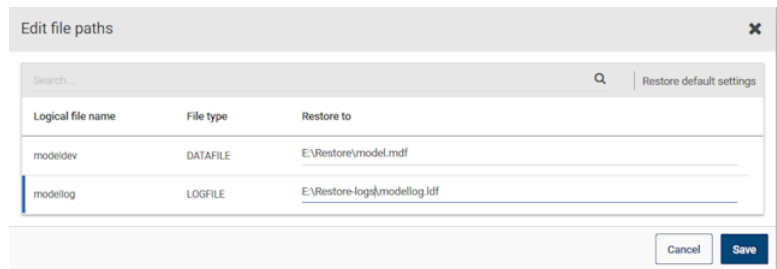 Edit file paths
Search...
Restore default settings
Logical file name File type Restore to
modeldev DATAFILE E:\Restore\model.mdf
modellog LOGFILE E:\Restore-logs\modellog.ldf
Cancel Save